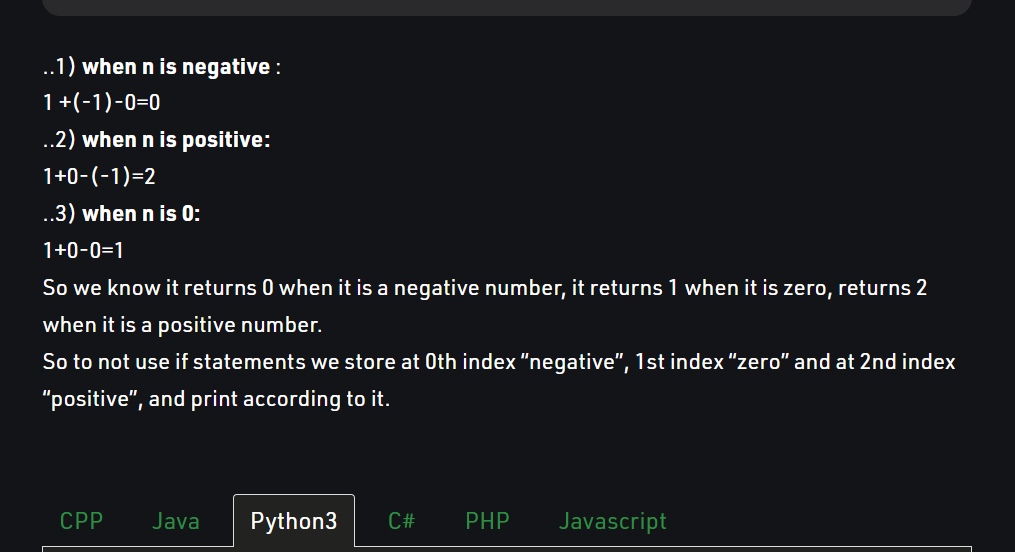 ..1) when n is negative :
1 +(-1)-0=0
..2) when n is positive:
1+0-(-1)=2
..3) when n is 0:
1+0-0=1
So we know it returns 0 when it is a negative number, it returns 1 when it is zero, returns 2
when it is a positive number.
So to not use if statements we store at 0th index “negative”, 1st index “zero” and at 2nd index
“positive”, and print according to it.
CPP Java Python3 C# PHP Javascript